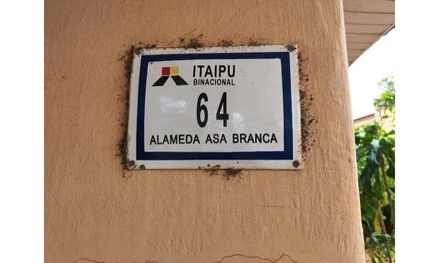 ITAIPU
BINACIONAL
64
ALAMEDA ASA BRANCA